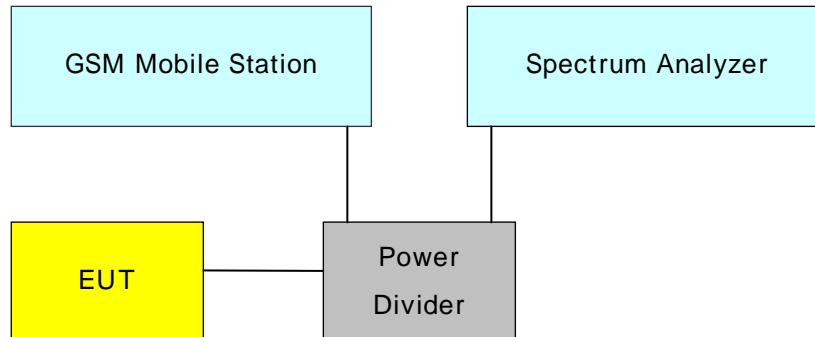 GSM Mobile Station
Spectrum Analyzer
EUT
Power
Divider